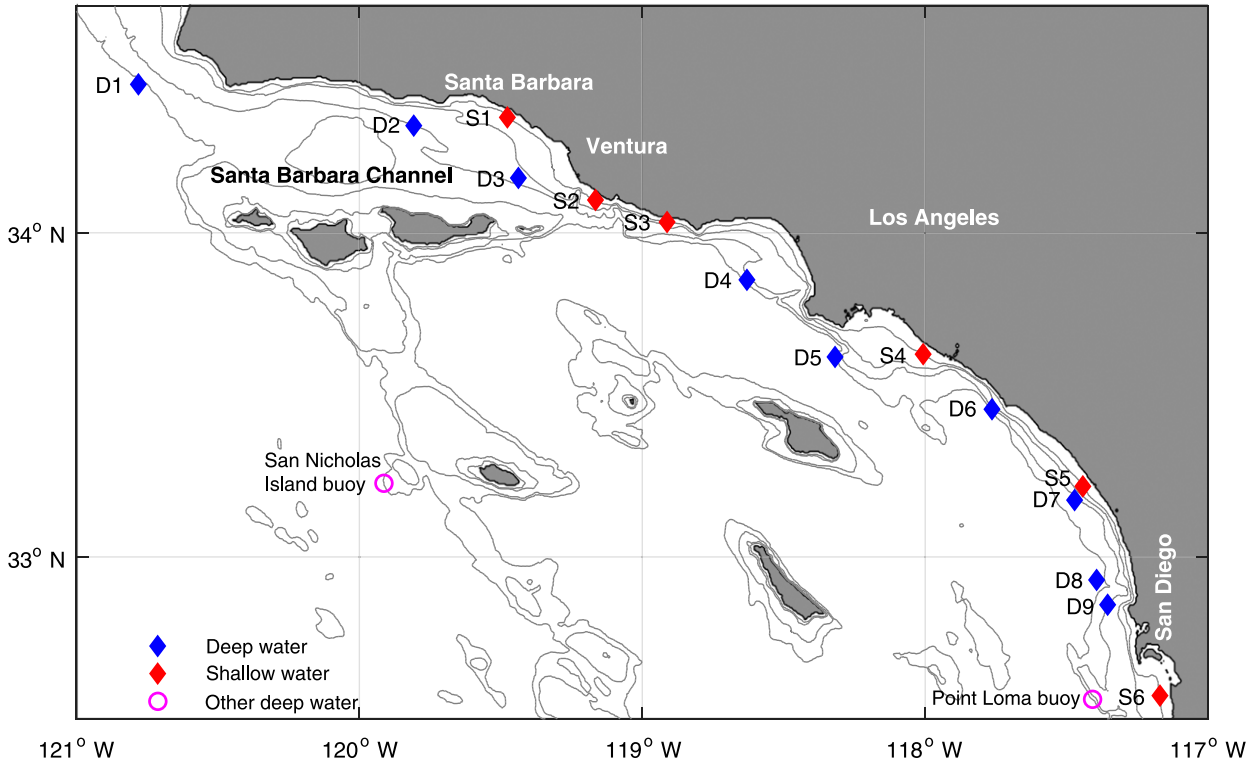 Santa Barbara
D1
S1
D2
Ventura
Santa Barbara Channel
D3
S2
S3
Los Angeles
34° N
D4
D5
S4
D6
San Nicholas
Island buoy
S5
D7
33° N
D8
D9
San Diego
Deep water
Shallow water
Other deep water
Point Loma buoy
S6
121° W
120° W
119° W
118° W
117° W